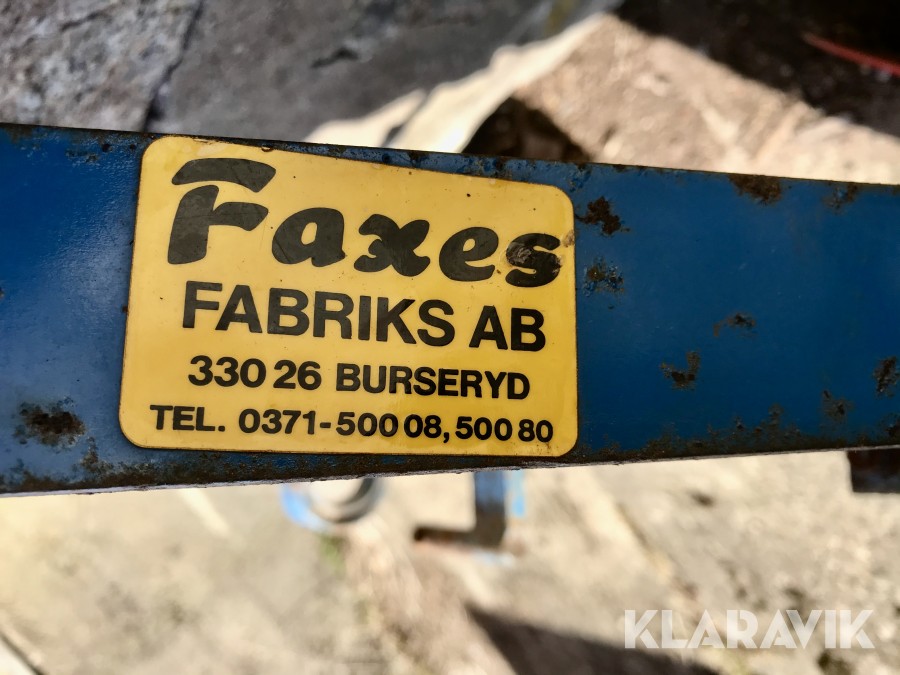 Faxes
FABRIKS AB
330 26 BURSERYD
TEL. 0371-500 08, 500 80
KLARAVIK